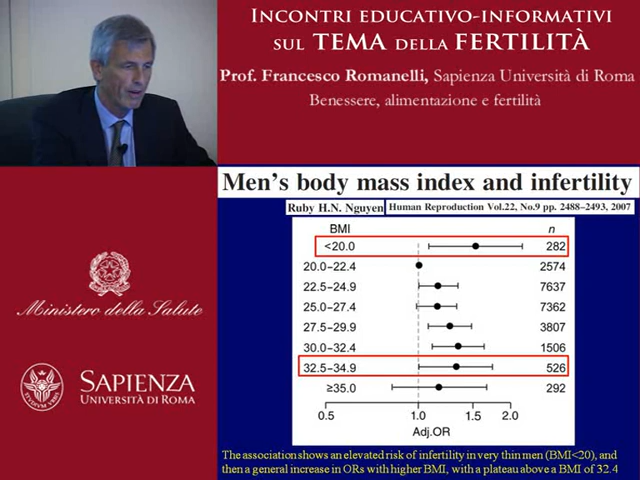 INCONTRI EDUCATIVO-INFORMATIVI
SUL TEMA DELLA FERTILITÀ
Prof. Francesco Romanelli, Sapienza Università di Roma
Benessere, alimentazione e fertilità
Men's body mass index and infertility
Ruby H.N. Nguyen
Human Reproduction Vol.22, No.9 pp. 2488–2493, 2007
BMI n
<20.0 282
20.0–22.4 2574
22.5–24.9 7637
25.0–27.4 7362
27.5–29.9 3807
30.0–32.4 1506
32.5–34.9 526
≥35.0 292
0.5 1.0 1.5 2.0
Adj.OR
The association shows an elevated risk of infertility in very thin men (BMI<20), and
then a general increase in ORs with higher BMI, with a plateau above a BMI of 32.4
Ministero della Salute
SAPIENZA
UNIVERSITÀ DI ROMA